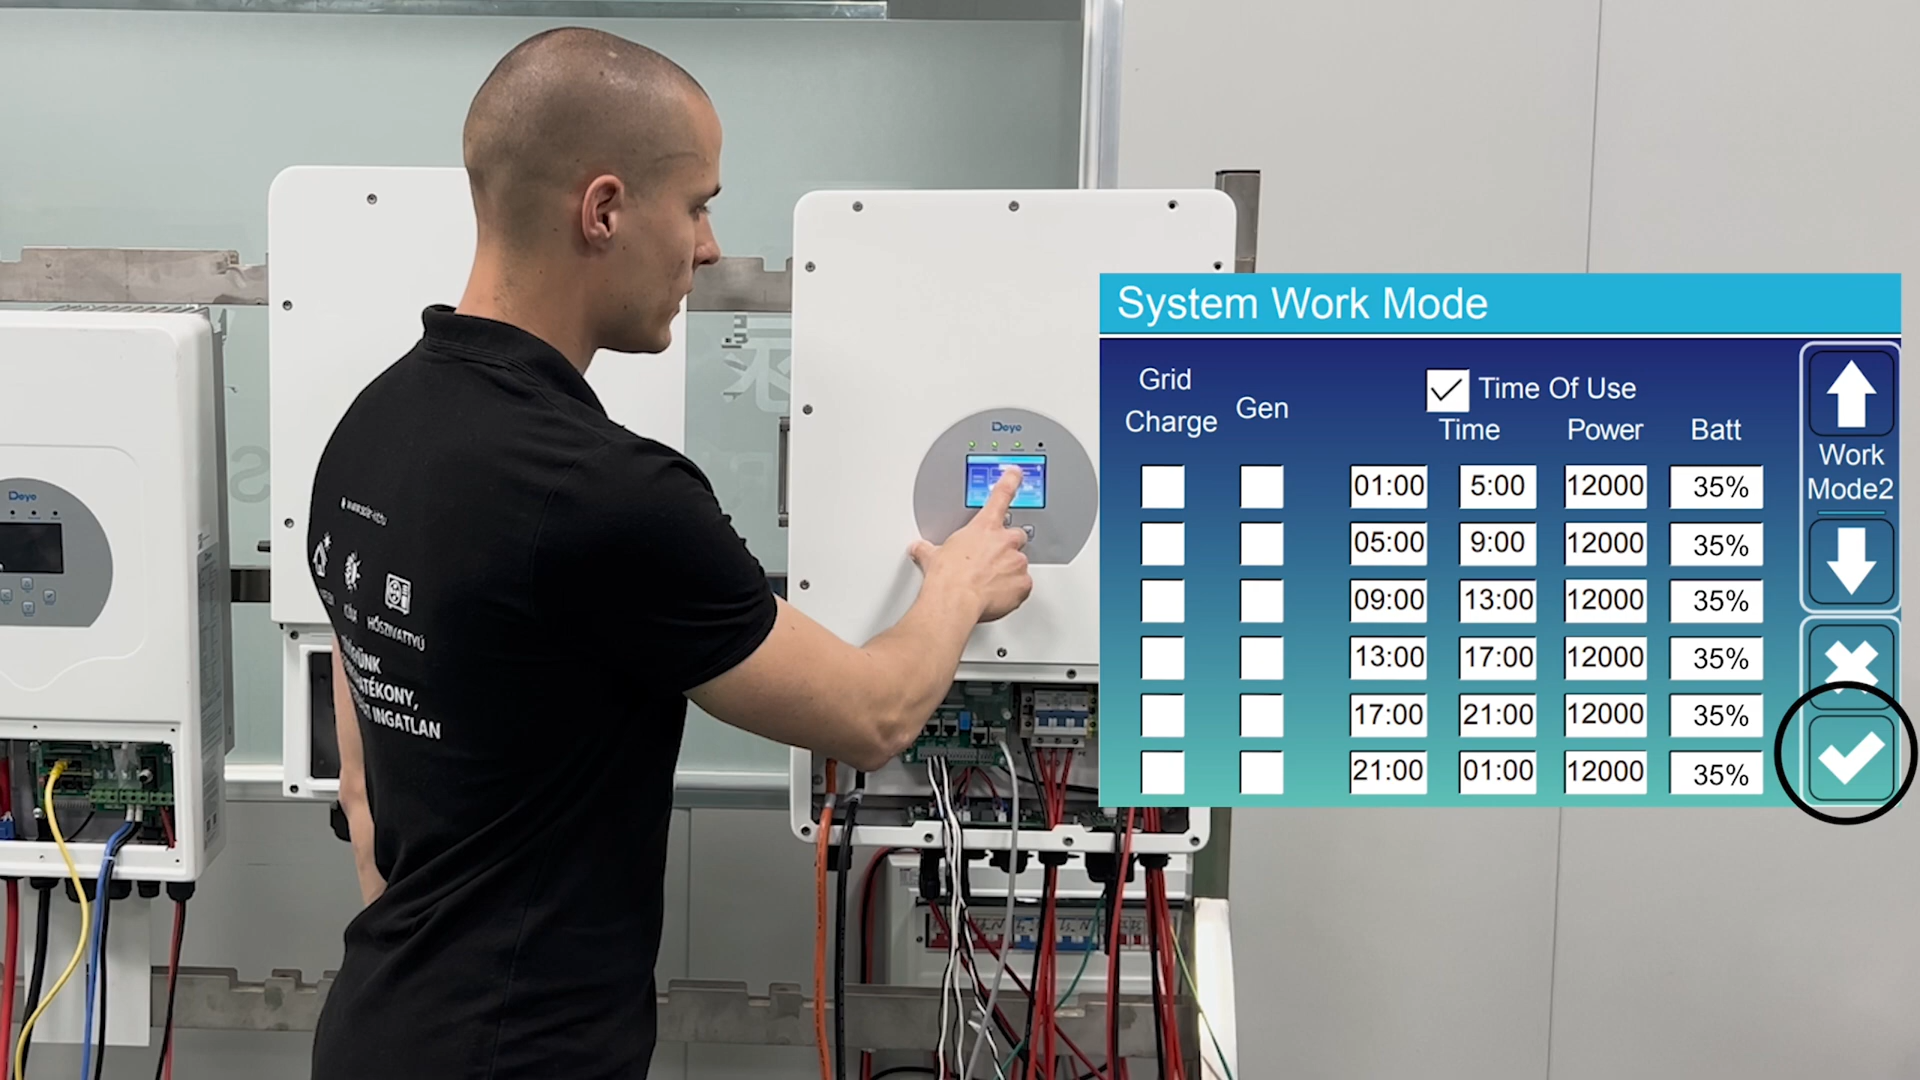 System Work Mode
Grid
Charge
Gen
Time Of Use
Time
Power
Batt
01:00 5:00 12000 35%
05:00 9:00 12000 35%
09:00 13:00 12000 35%
13:00 17:00 12000 35%
17:00 21:00 12000 35%
21:00 01:00 12000 35%
Work
Mode2
Deye
Deye
HŐSZIVATTYÚ
INGATLAN